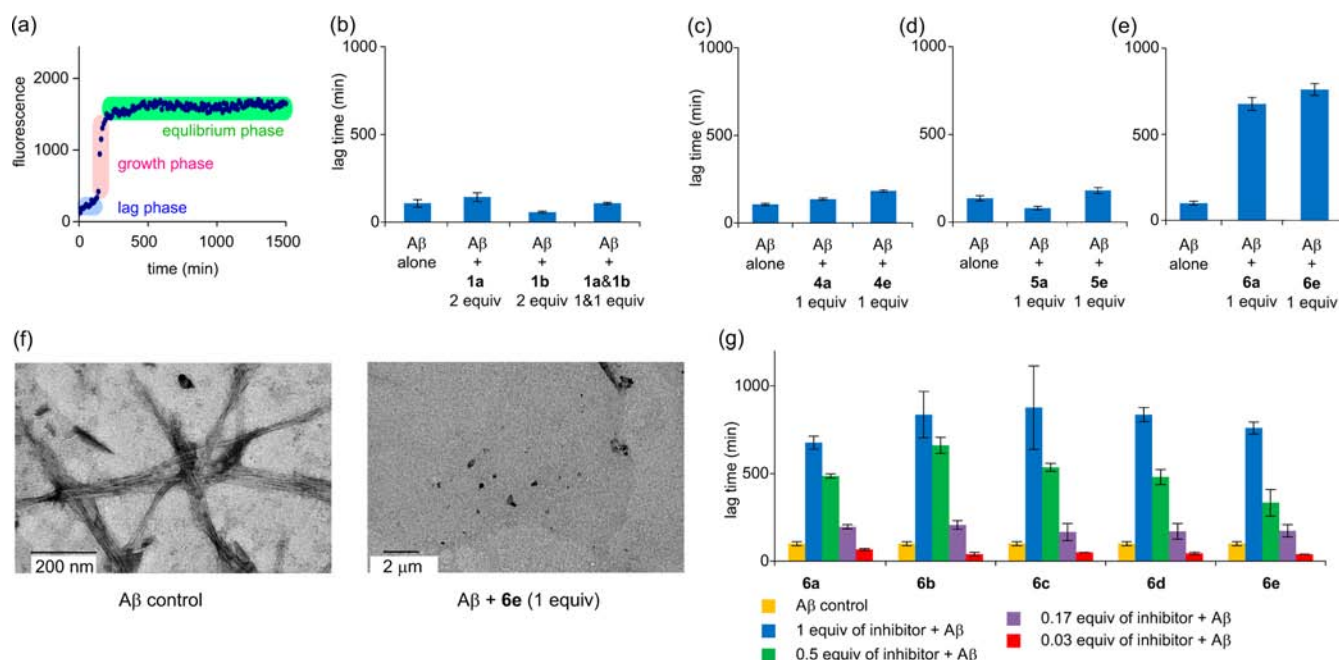 (a)
fluorescence
2000
1000
0
equlibrium phase
growth phase
lag phase
0 500 1000 1500
time (min)
(b)
lag time (min)
1000
500
0
Aβ Aβ Aβ Aβ
alone + + +
1a 1b 1a&1b
2 equiv 2 equiv 1&1 equiv
(c)
lag time (min)
1000
500
0
Aβ Aβ Aβ
alone + +
4a 4e
1 equiv 1 equiv
(d)
1000
500
0
Aβ Aβ Aβ
alone + +
5a 5e
1 equiv 1 equiv
(e)
1000
500
0
Aβ Aβ Aβ
alone + +
6a 6e
1 equiv 1 equiv
(f)
200 nm
Aβ control
2 μm
Aβ + 6e (1 equiv)
(g)
lag time (min)
1000
500
0
6a 6b 6c 6d 6e
Aβ control
1 equiv of inhibitor + Aβ
0.5 equiv of inhibitor + Aβ
0.17 equiv of inhibitor + Aβ
0.03 equiv of inhibitor + Aβ